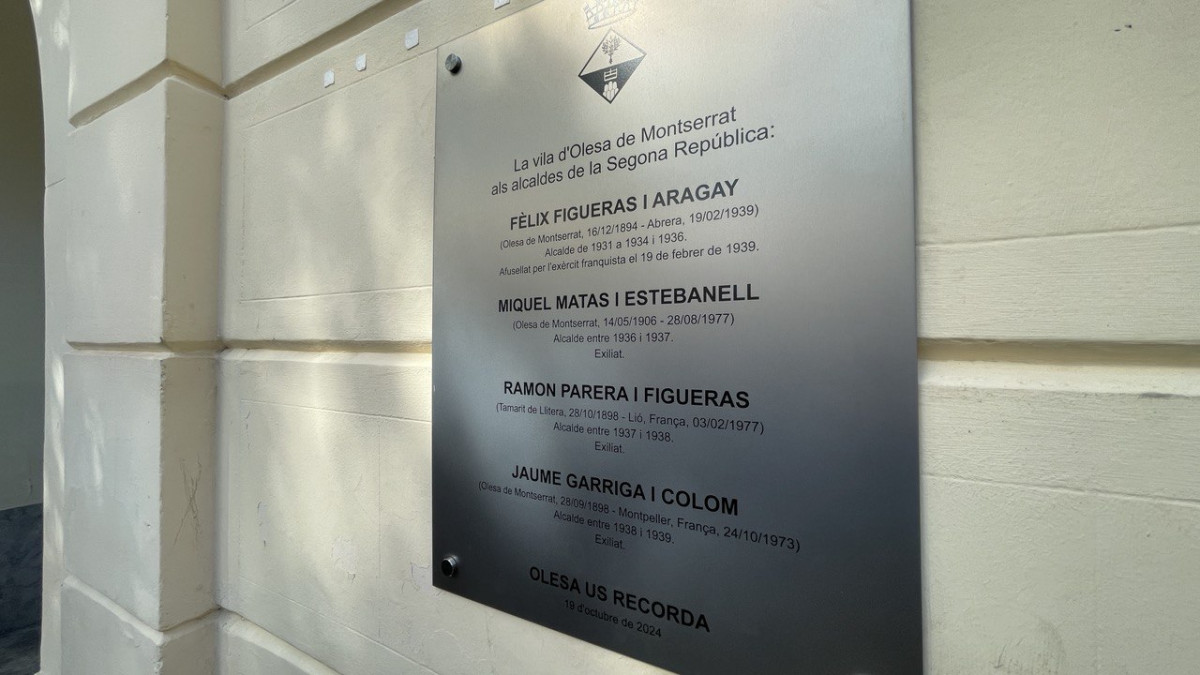 La vila d'Olesa de Montserrat
als alcaldes de la Segona República:
FÈLIX FIGUERAS I ARAGAY
(Olesa de Montserrat, 16/12/1894 - Abrera, 19/02/1939)
Alcalde de 1931 a 1934 i 1936.
Afusellat per l'exèrcit franquista el 19 de febrer de 1939.
MIQUEL MATAS I ESTEBANELL
(Olesa de Montserrat, 14/05/1906 - 28/08/1977)
Alcalde entre 1936 i 1937.
Exiliat.
RAMON PARERA I FIGUERAS
(Tamarit de Llitera, 28/10/1898 - Lió, França, 03/02/1977)
Alcalde entre 1937 i 1938.
Exiliat.
JAUME GARRIGA I COLOM
(Olesa de Montserrat, 28/09/1898 - Montpeller, França, 24/10/1973)
Alcalde entre 1938 i 1939.
Exiliat.
OLESA US RECORDA
19 d'octubre de 2024